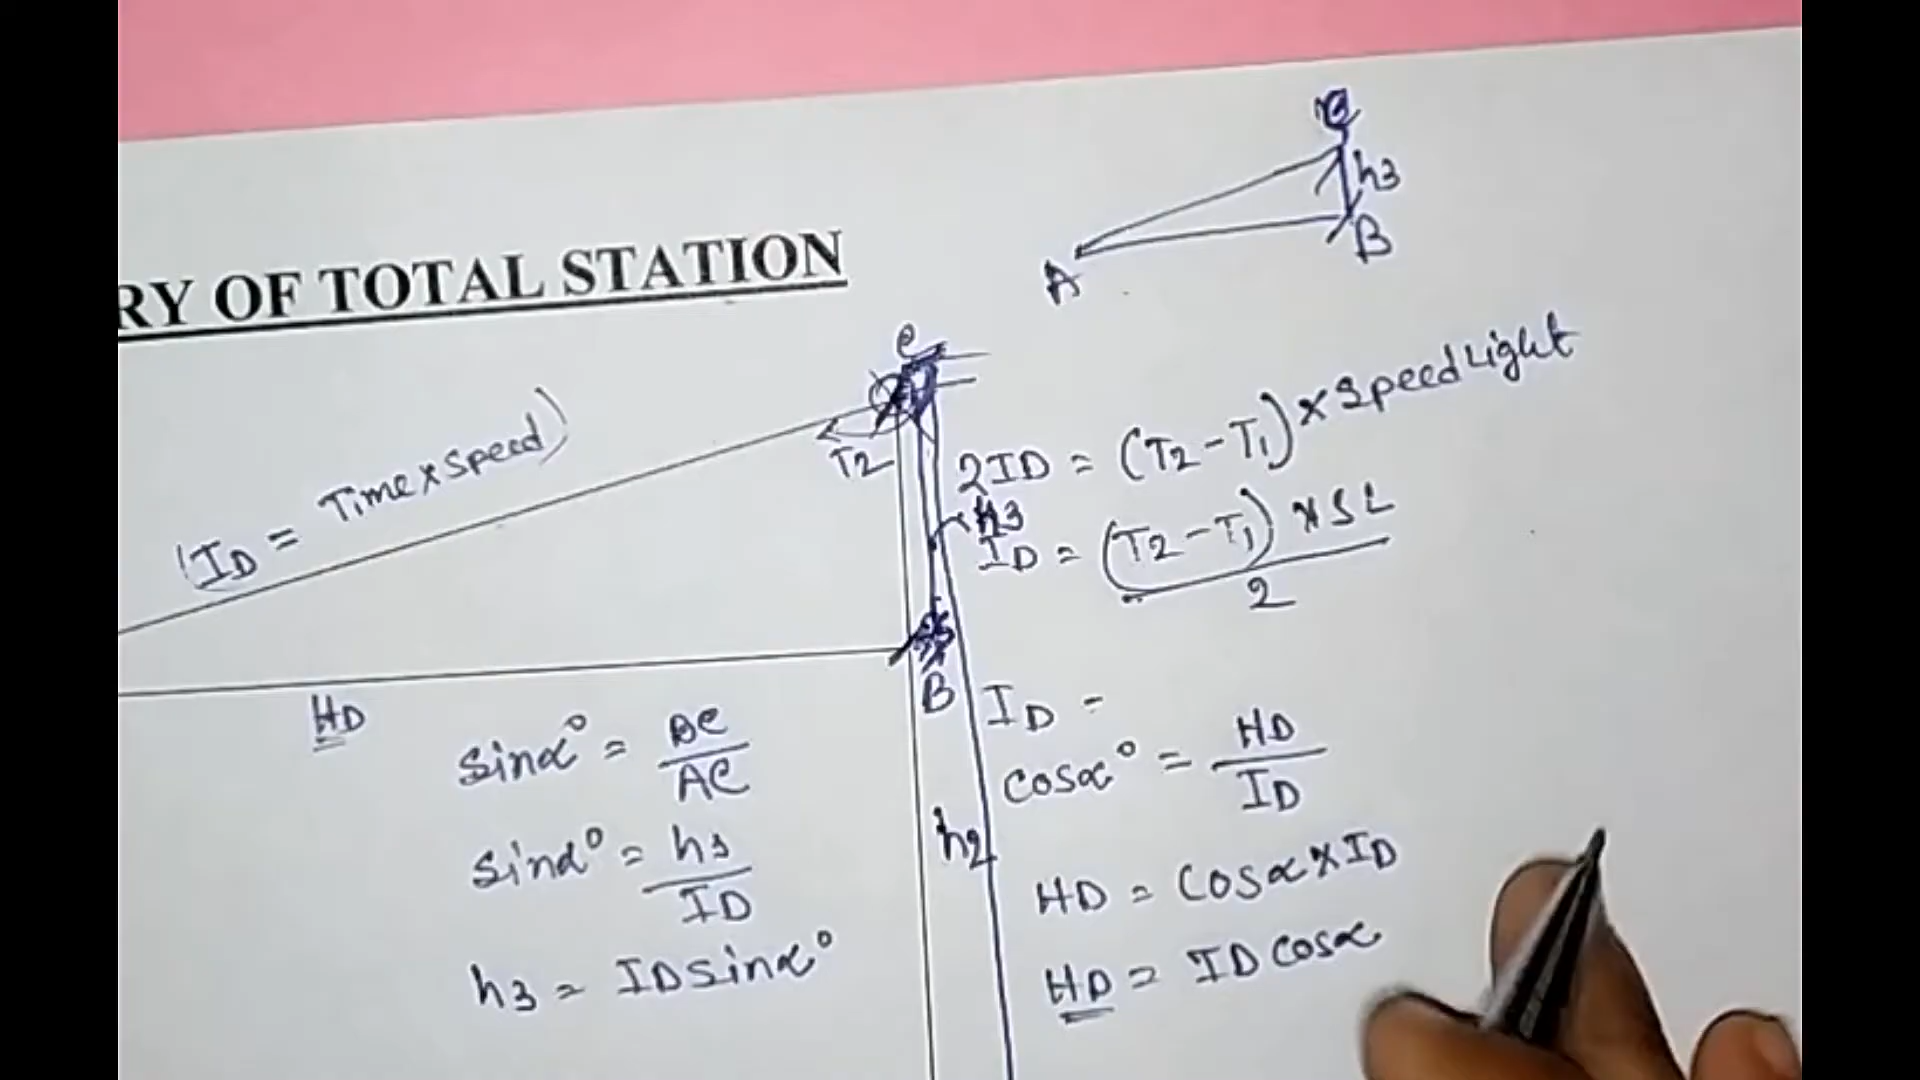 C
h3
B
A
RY OF TOTAL STATION
C
2ID = (T2-T1) × Speed Light
(ID = Time × Speed)
T2
h3
ID = (T2-T1) × SL
2
B
ID =
HD
sinα° = BC
AC
cosα° = HD
ID
h2
sinα° = h3
ID
HD = cosα × ID
h3 = ID sinα°
HD = ID cosα